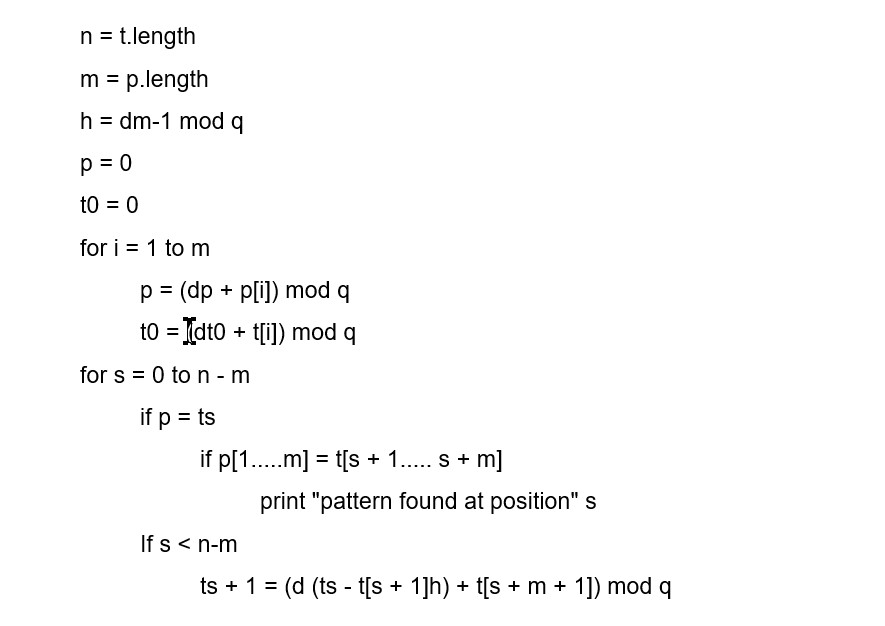 n = t.length
m = p.length
h = dm-1 mod q
p = 0
t0 = 0
for i = 1 to m
p = (dp + p[i]) mod q
t0 = (dt0 + t[i]) mod q
for s = 0 to n - m
if p = ts
if p[1.....m] = t[s + 1..... s + m]
print "pattern found at position" s
If s < n-m
ts + 1 = (d (ts - t[s + 1]h) + t[s + m + 1]) mod q